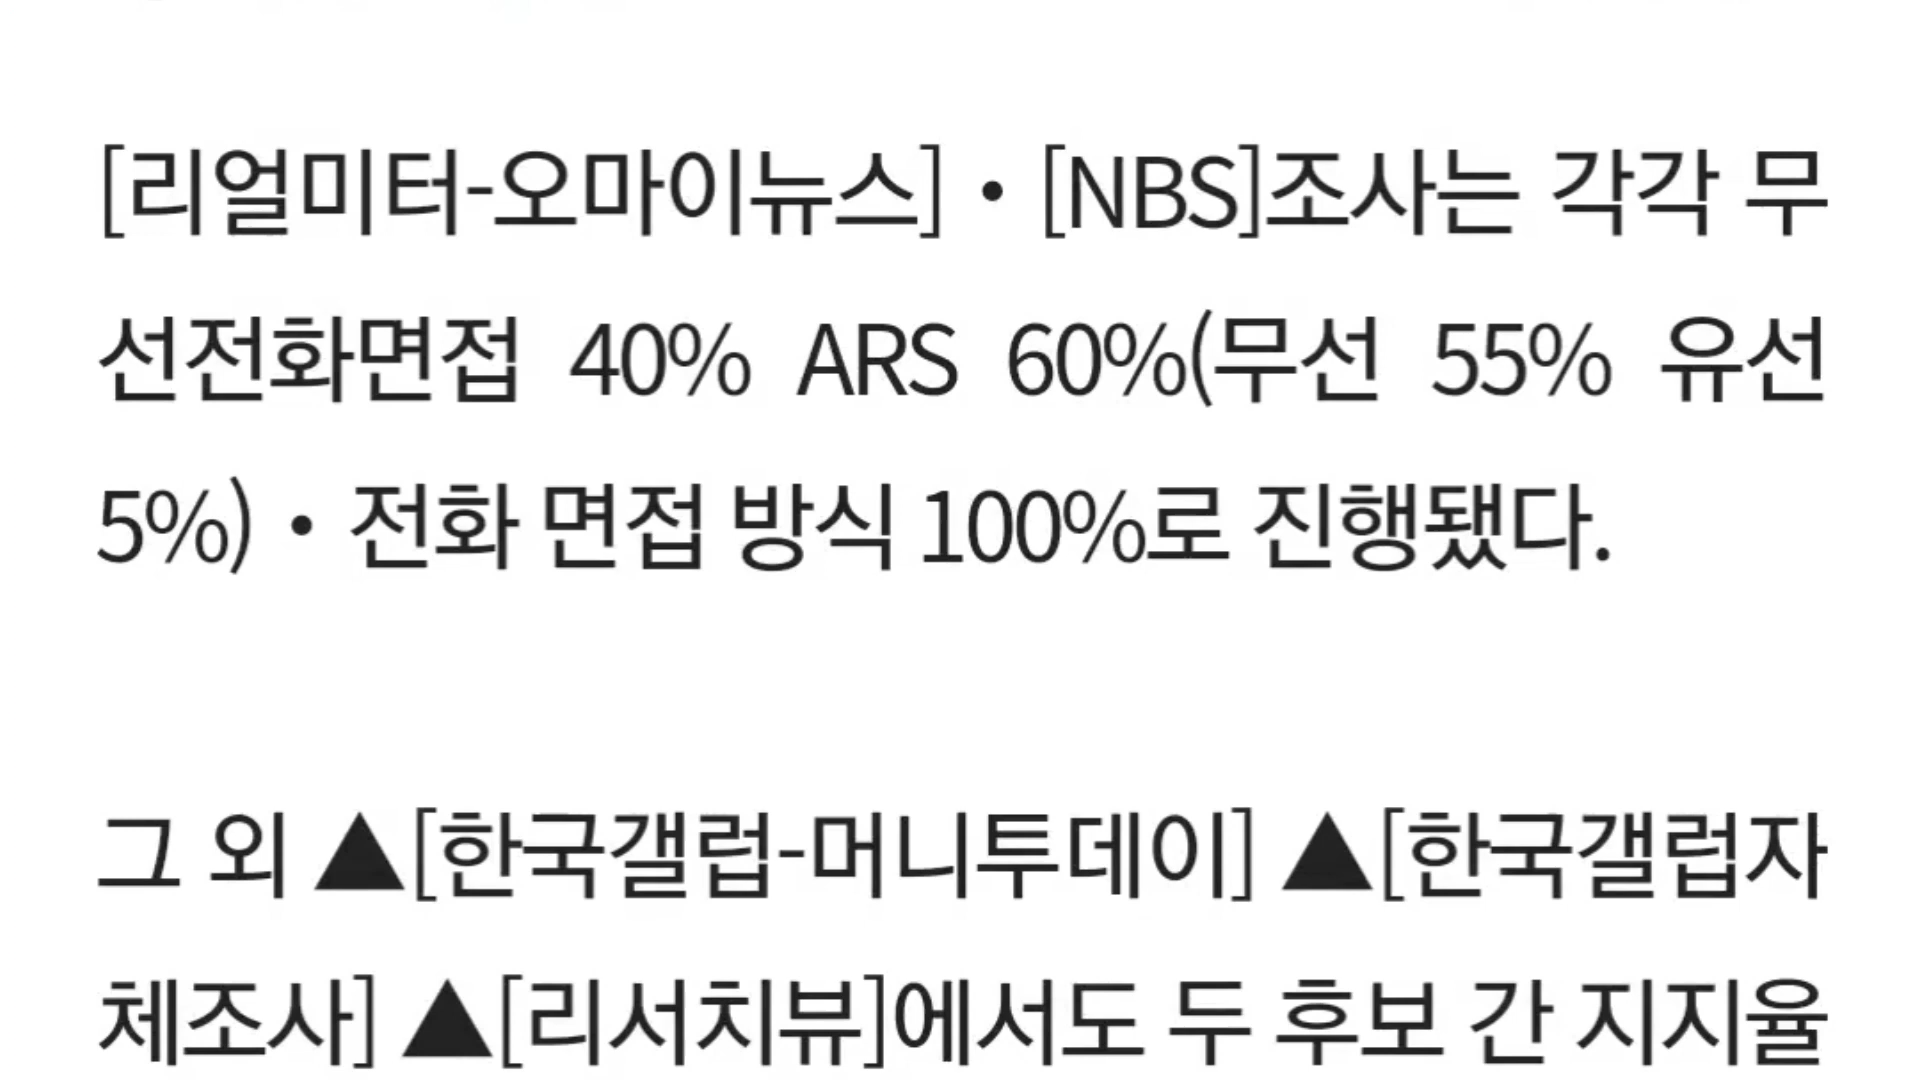 [리얼미터-오마이뉴스]・[NBS]조사는 각각 무
선전화면접 40% ARS 60%(무선 55% 유선
5%)・전화 면접 방식 100%로 진행됐다.
그 외 ▲[한국갤럽-머니투데이] ▲[한국갤럽자
체조사] ▲[리서치뷰]에서도 두 후보 간 지지율